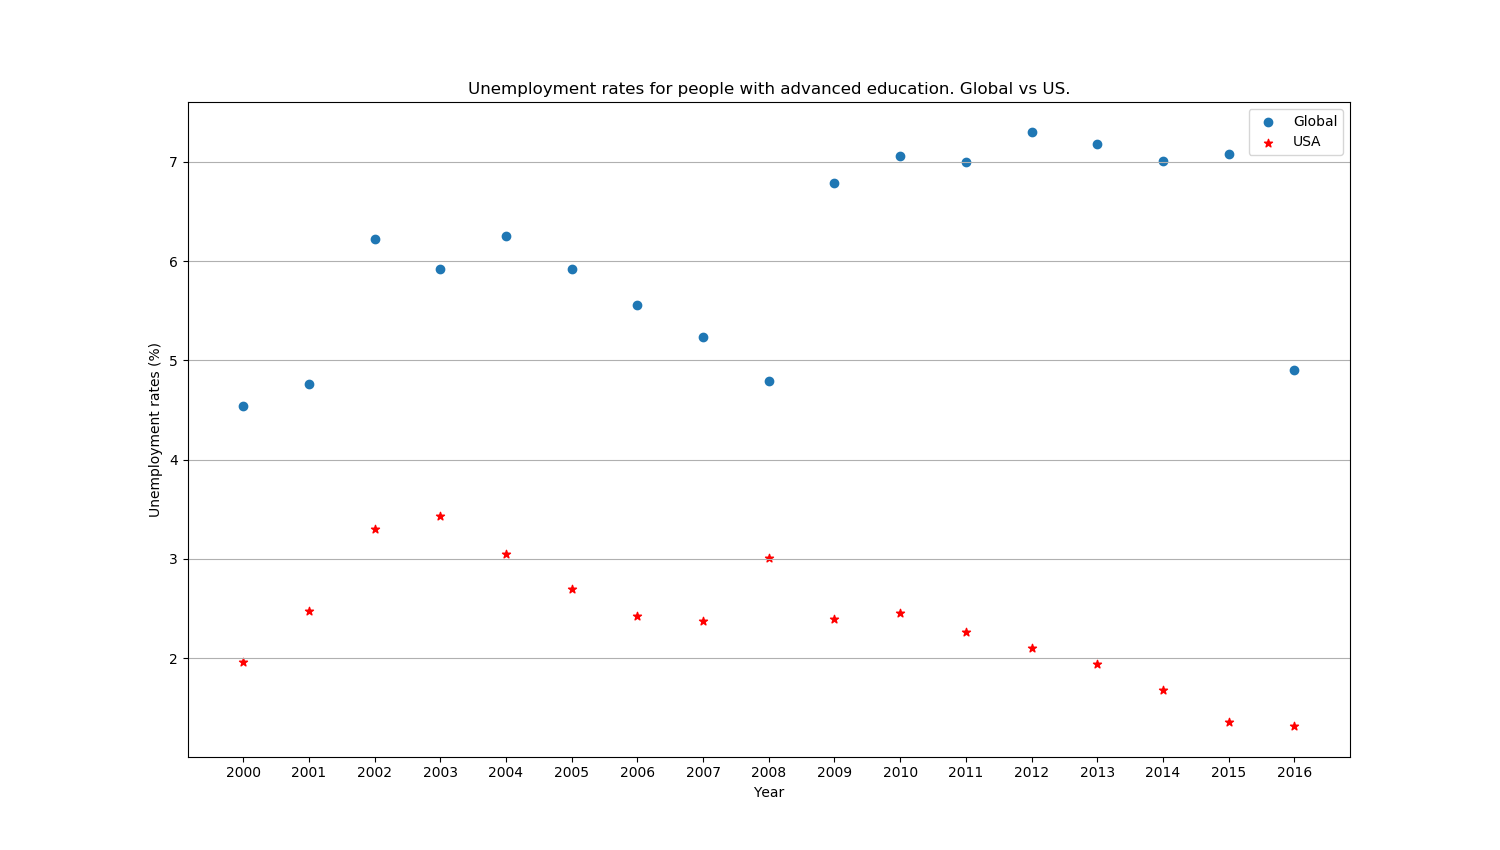 Unemployment rates for people with advanced education. Global vs US.
Global
USA
7
6
5
4
3
2
Unemployment rates (%)
2000 2001 2002 2003 2004 2005 2006 2007 2008 2009 2010 2011 2012 2013 2014 2015 2016
Year